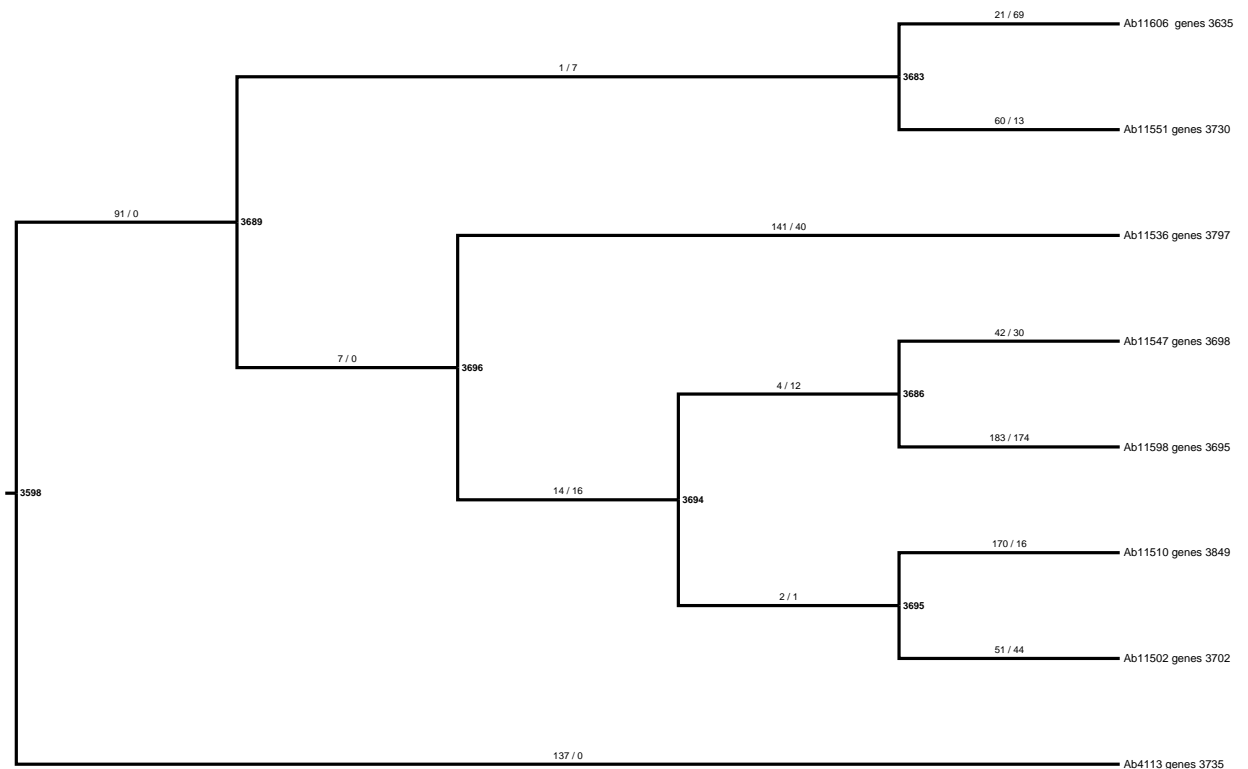 21 / 69
Ab11606 genes 3635
1 / 7
3683
60 / 13
Ab11551 genes 3730
91 / 0
3689
141 / 40
Ab11536 genes 3797
42 / 30
Ab11547 genes 3698
7 / 0
3696
4 / 12
3686
183 / 174
Ab11598 genes 3695
3598
14 / 16
3694
170 / 16
Ab11510 genes 3849
2 / 1
3695
51 / 44
Ab11502 genes 3702
137 / 0
Ab4113 genes 3735